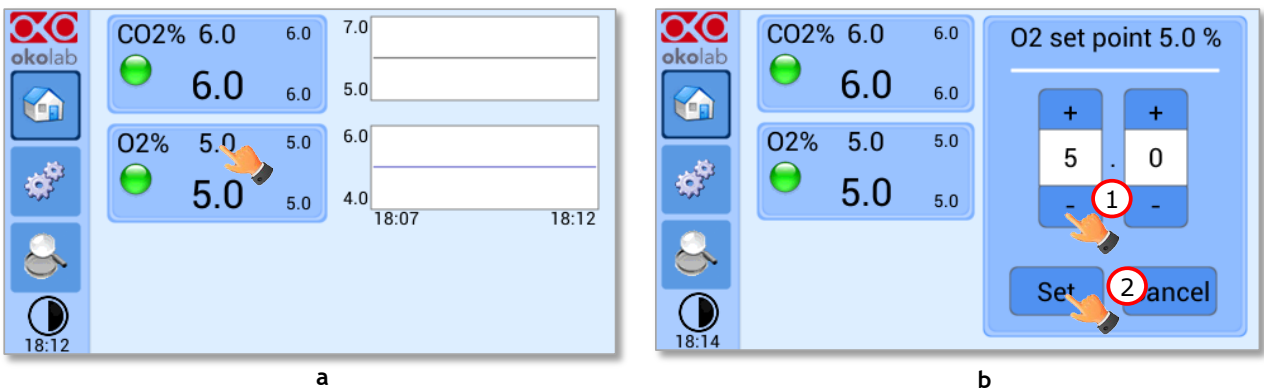 okolab
CO2% 6.0 6.0
6.0 6.0
O2% 5.0 5.0
5.0 5.0
7.0
5.0
6.0
4.0
18:07 18:12
18:12
a
okolab
CO2% 6.0 6.0
6.0 6.0
O2% 5.0 5.0
5.0 5.0
18:14
O2 set point 5.0 %
+ +
5 . 0
- 1 -
Set 2 ancel
b